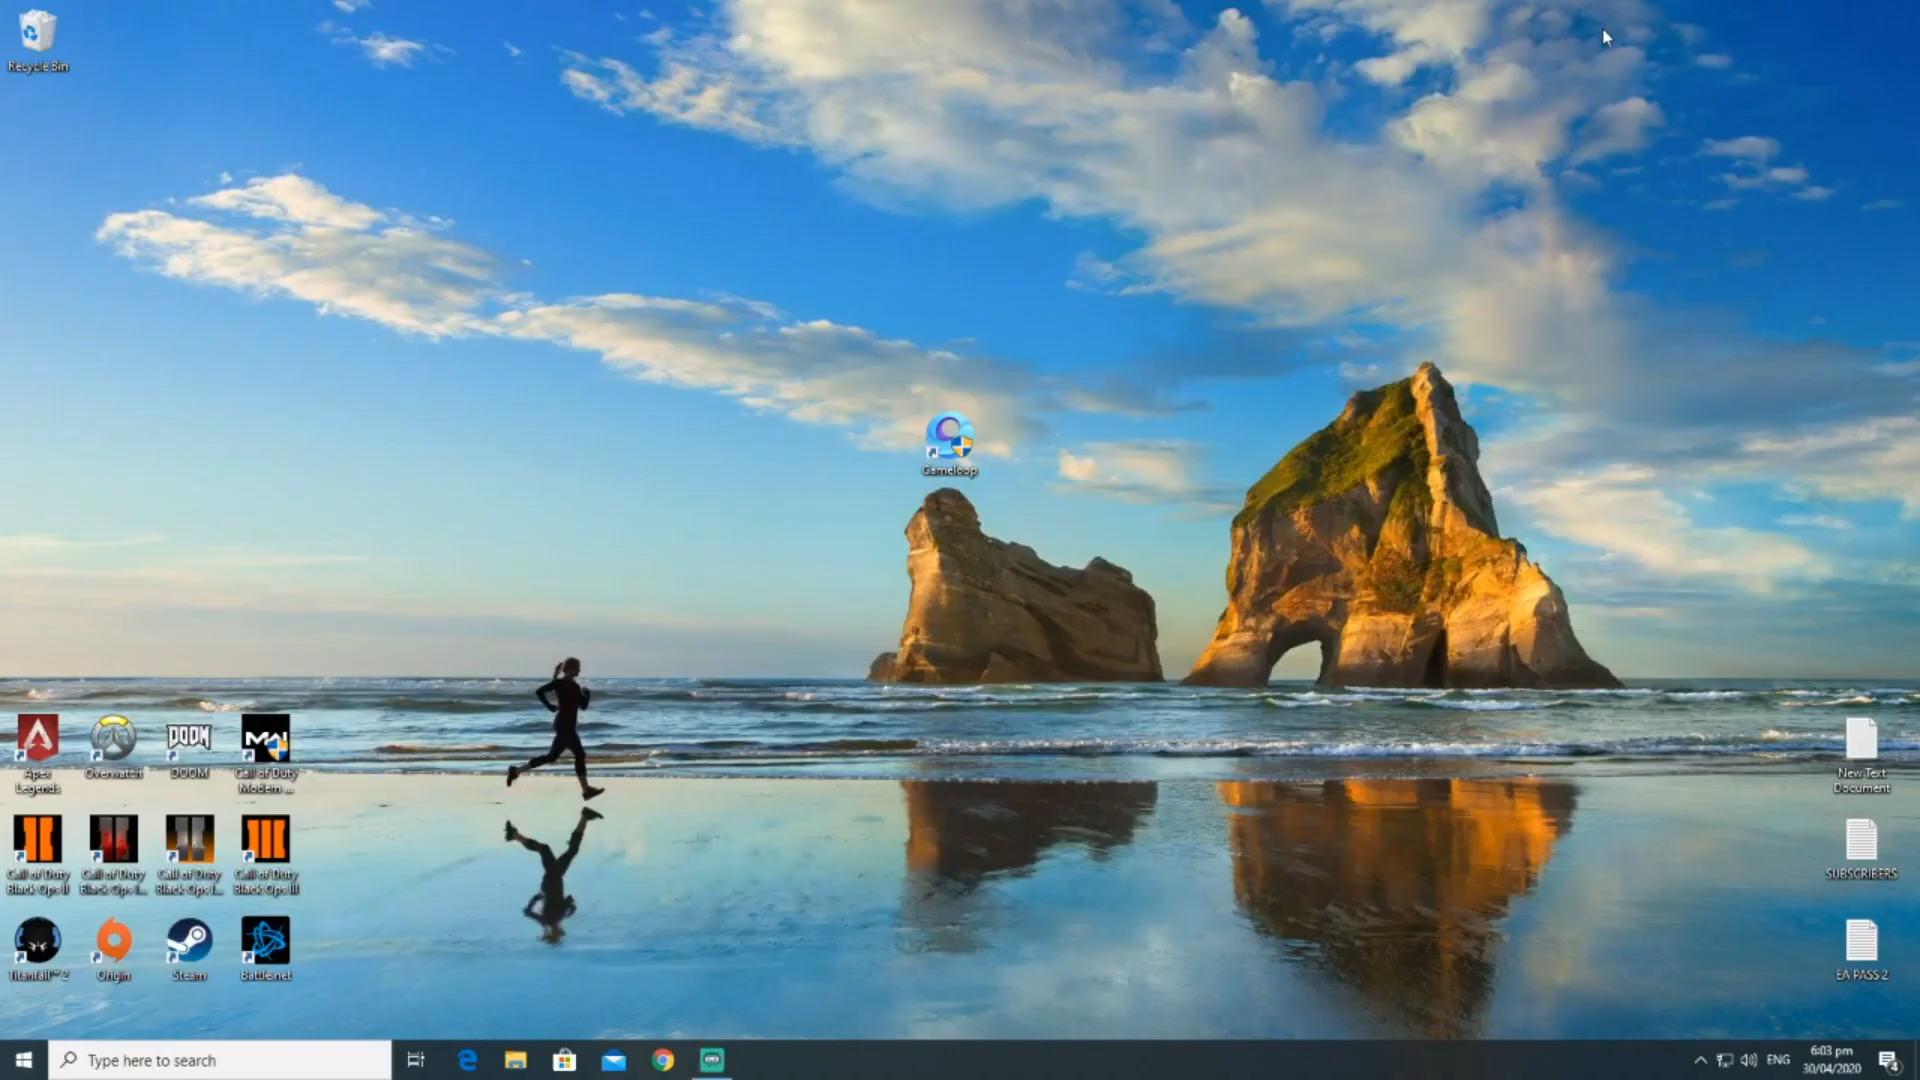 Recycle Bin
Gameloop
Apex
Legends
Overwatch
DOOM
DOOM
MW
Call of Duty
Modern ...
New Text
Document
Call of Duty
Black Ops II
Call of Duty
Black Ops I...
Call of Duty
Black Ops I...
Call of Duty
Black Ops III
SUBSCRIBERS
Titanfall™ 2
Origin
Steam
Battle.net
EA PASS 2
Type here to search
ENG
6:03 pm
30/04/2020
4